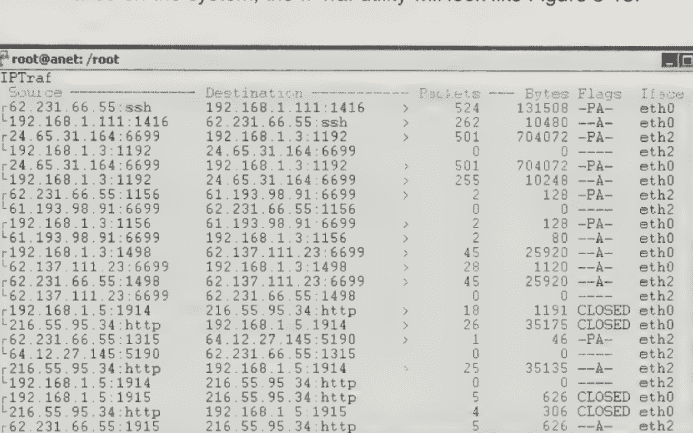 the system, the IPTraf utility will look like Figure
root@anet: /root
IPTraf
Source Destination Packets Bytes Flags Iface
62.231.66.55:ssh 192.168.1.111:1416 > 524 131508 -PA- eth0
192.168.1.111:1416 62.231.66.55:ssh > 262 10480 --A- eth0
24.65.31.164:6699 192.168.1.3:1192 > 501 704072 -PA- eth2
192.168.1.3:1192 24.65.31.164:6699 0 0 ---- eth2
24.65.31.164:6699 192.168.1.3:1192 > 501 704072 -PA- eth0
192.168.1.3:1192 24.65.31.164:6699 > 255 10248 --A- eth0
62.231.66.55:1156 61.193.98.91:6699 > 2 128 -PA- eth2
61.193.98.91:6699 62.231.66.55:1156 0 0 ---- eth2
192.168.1.3:1156 61.193.98.91:6699 > 2 128 -PA- eth0
61.193.98.91:6699 192.168.1.3:1156 > 2 80 --A- eth0
192.168.1.3:1498 62.137.111.23:6699 > 45 25920 --A- eth0
62.137.111.23:6699 192.168.1.3:1498 > 28 1120 --A- eth0
62.231.66.55:1498 62.137.111.23:6699 > 45 25920 --A- eth2
62.137.111.23:6699 62.231.66.55:1498 0 0 ---- eth2
192.168.1.5:1914 216.55.95.34:http > 18 1191 CLOSED eth0
216.55.95.34:http 192.168.1.5:1914 > 26 35175 CLOSED eth0
62.231.66.55:1315 64.12.27.145:5190 > 1 46 -PA- eth2
64.12.27.145:5190 62.231.66.55:1315 0 0 ---- eth2
216.55.95.34:http 192.168.1.5:1914 > 25 35135 --A- eth2
192.168.1.5:1914 216.55.95.34:http 0 0 ---- eth2
192.168.1.5:1915 216.55.95.34:http 5 626 CLOSED eth0
216.55.95.34:http 192.168.1.5:1915 4 306 CLOSED eth0
62.231.66.55:1915 216.55.95.34:http 5 626 --A- eth2